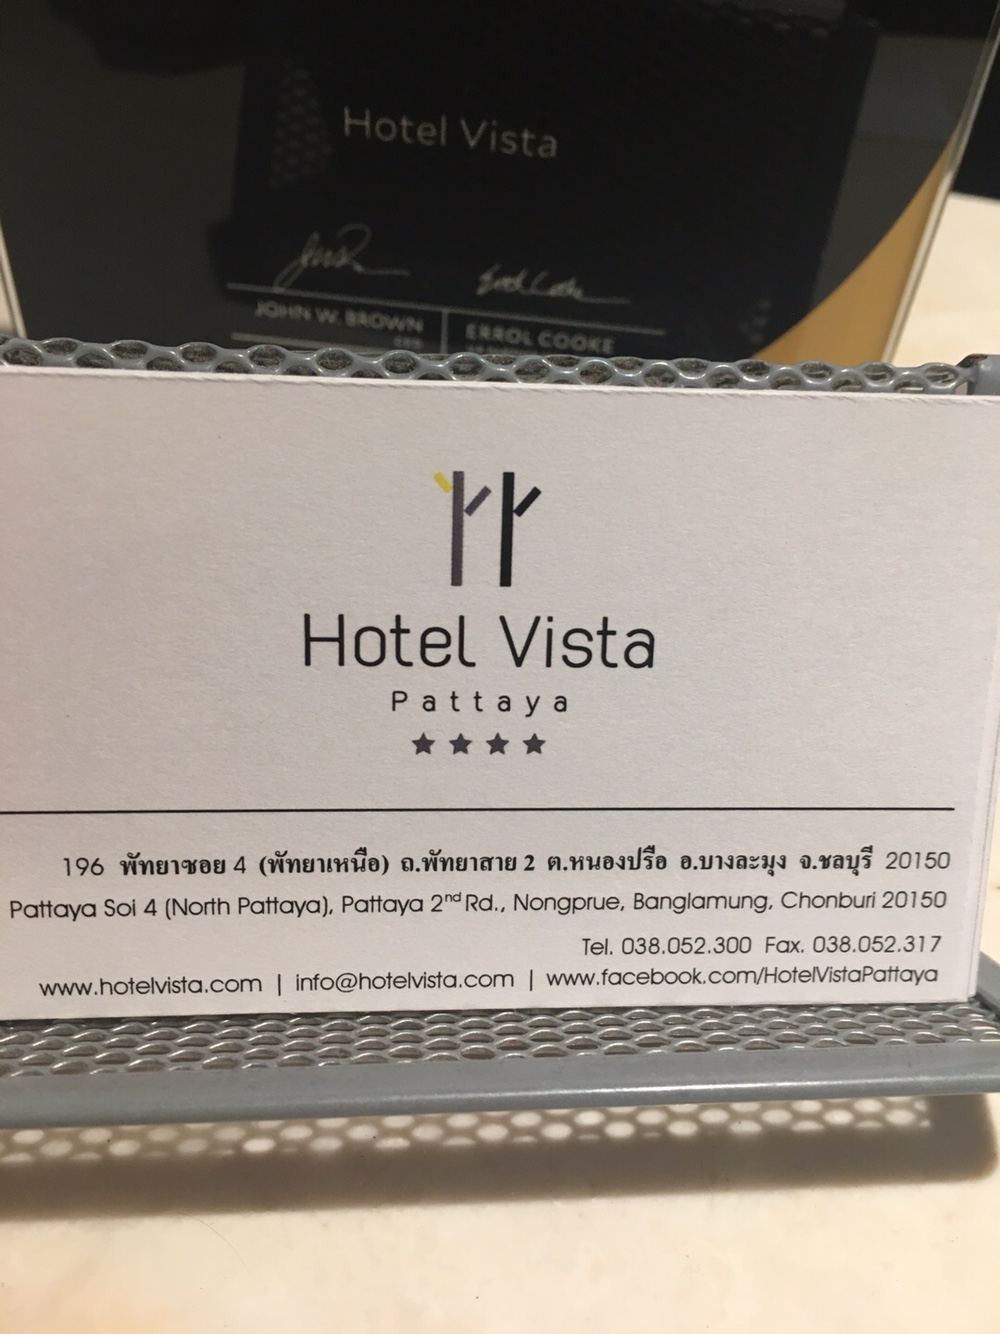 Hotel Vista
JOHN W. BROWN
ERROL COOKE
Hotel Vista
Pattaya
196 พัทยาซอย 4 (พัทยาเหนือ) ถ.พัทยาสาย 2 ต.หนองปรือ อ.บางละมุง จ.ชลบุรี 20150
Pattaya Soi 4 (North Pattaya), Pattaya 2nd Rd., Nongprue, Banglamung, Chonburi 20150
Tel. 038.052.300 Fax. 038.052.317
www.hotelvista.com | info@hotelvista.com | www.facebook.com/HotelVistaPattaya